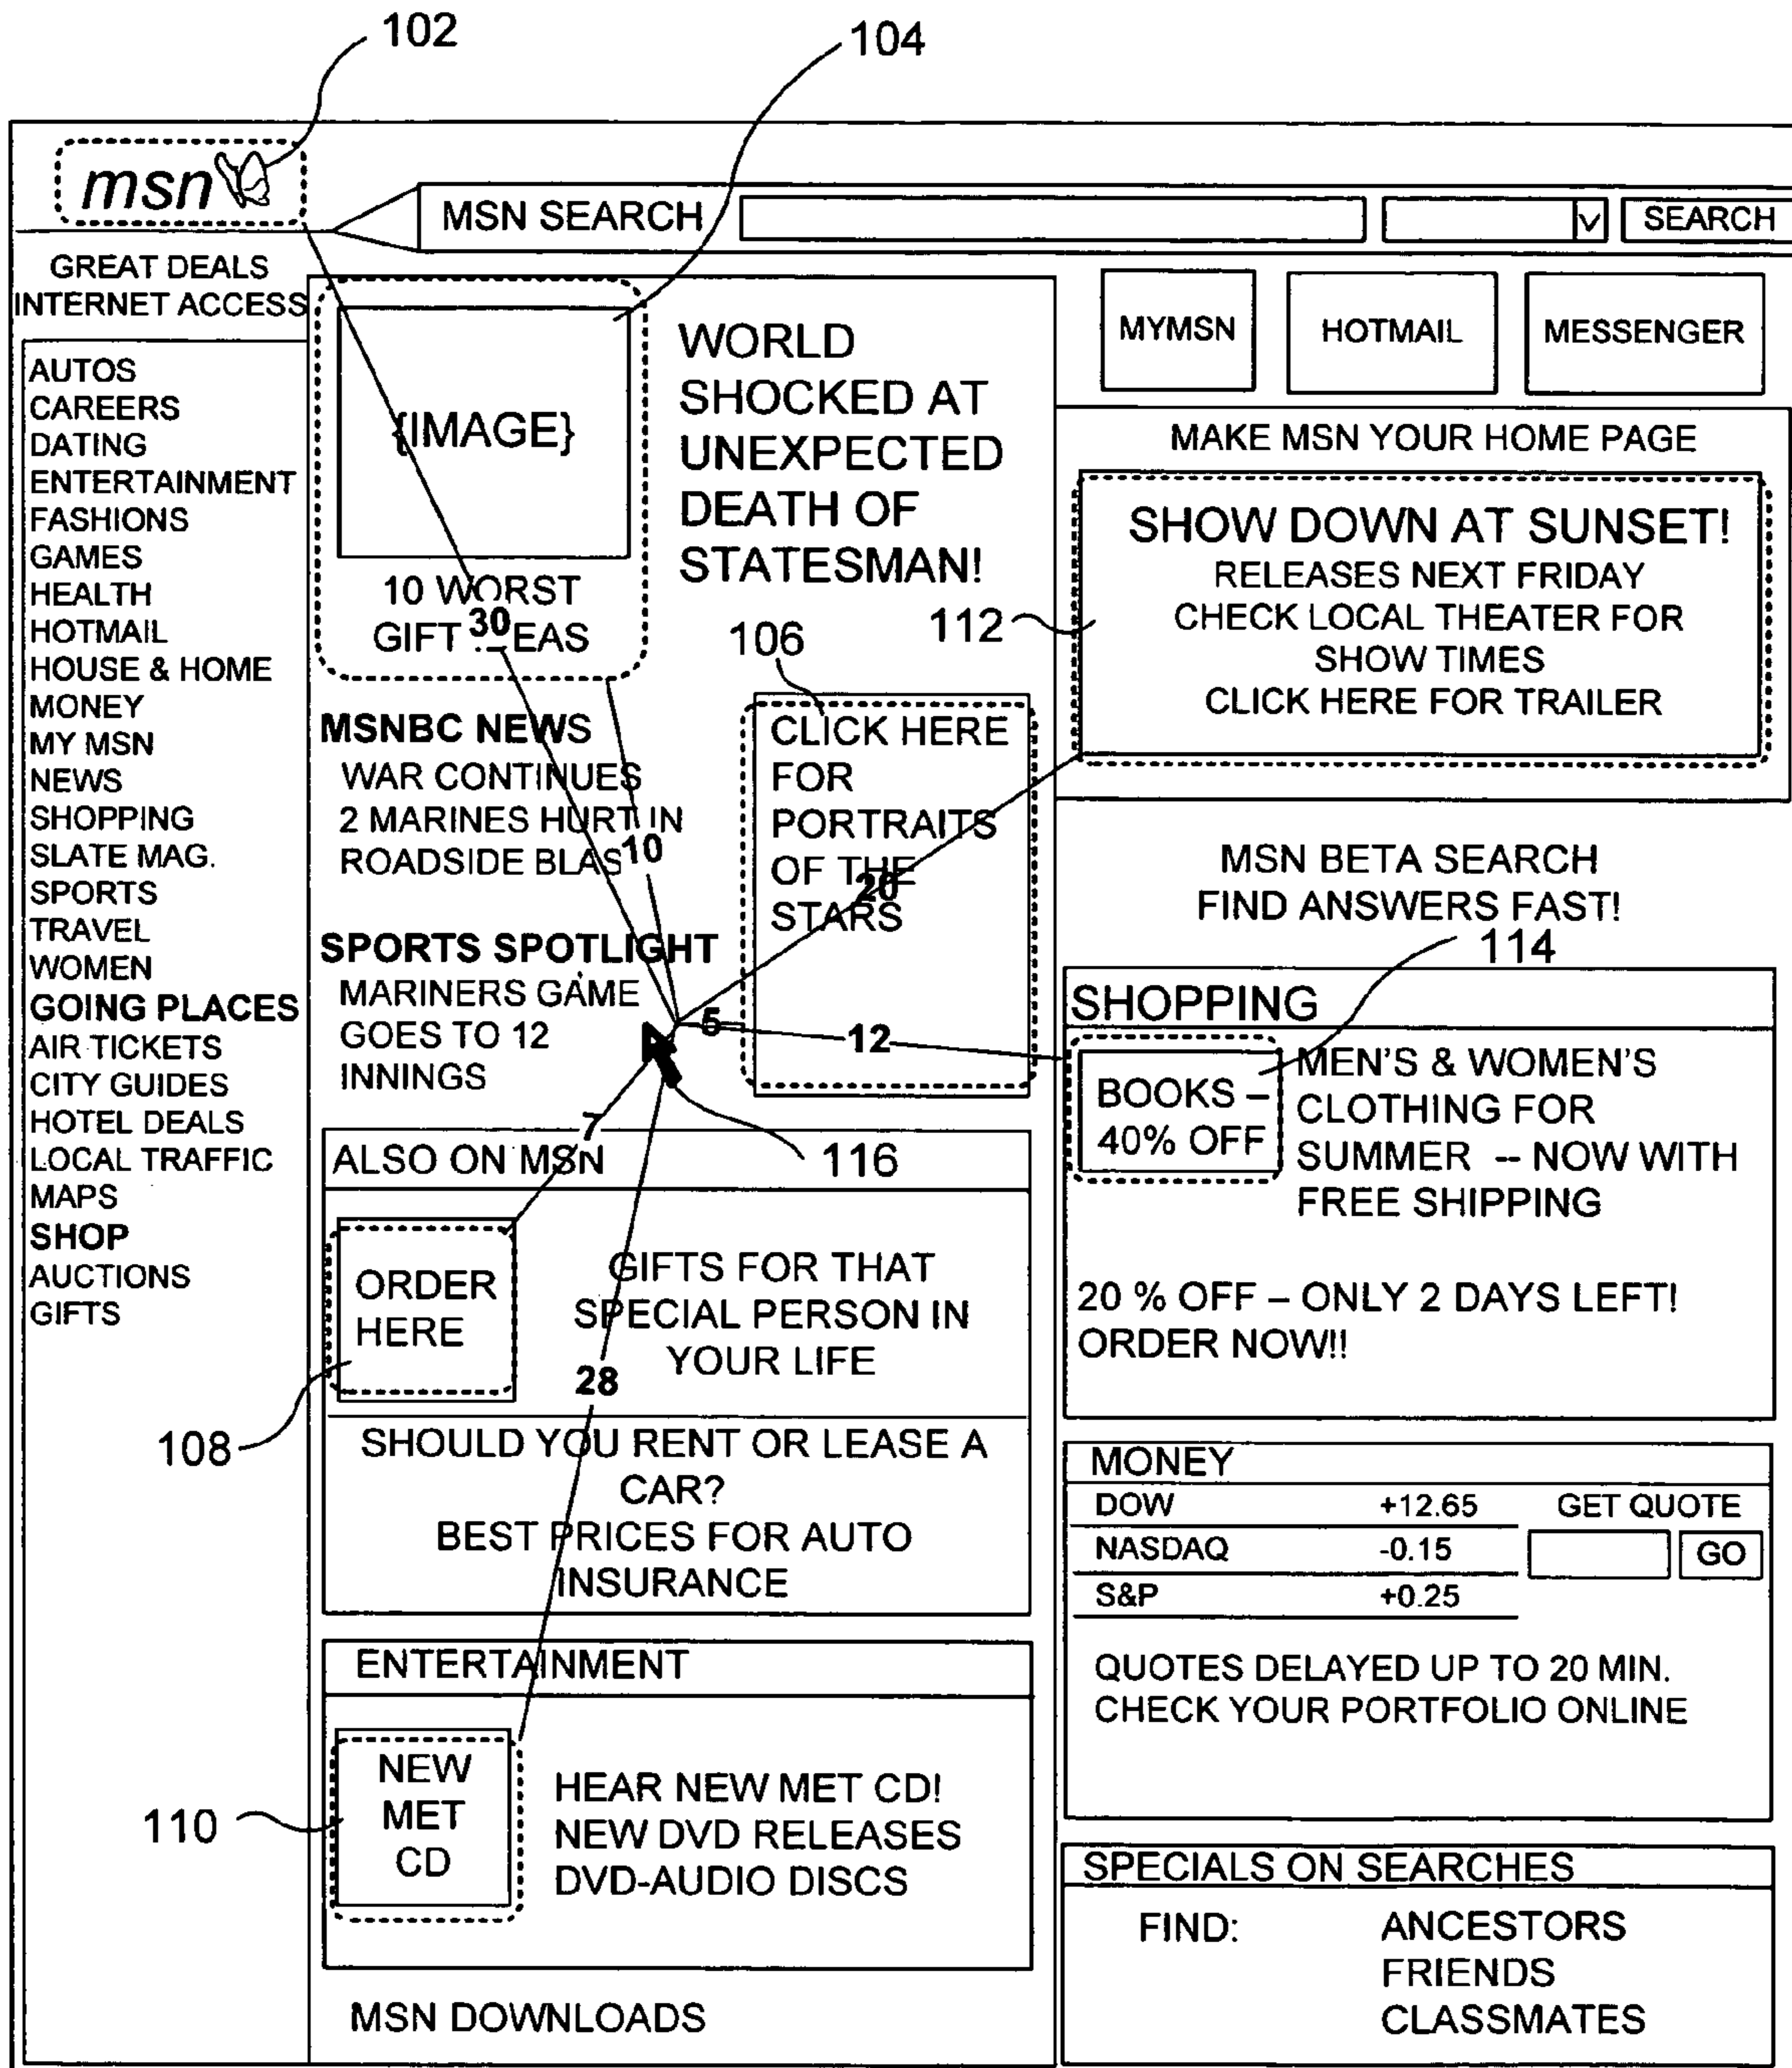 102
104
msn
MSN SEARCH
SEARCH
GREAT DEALS
INTERNET ACCESS
AUTOS
CAREERS
DATING
ENTERTAINMENT
FASHIONS
GAMES
HEALTH
HOTMAIL
HOUSE & HOME
MONEY
MY MSN
NEWS
SHOPPING
SLATE MAG.
SPORTS
TRAVEL
WOMEN
GOING PLACES
AIR TICKETS
CITY GUIDES
HOTEL DEALS
LOCAL TRAFFIC
MAPS
SHOP
AUCTIONS
GIFTS
{IMAGE}
10 WORST
GIFT
30
EAS
WORLD
SHOCKED AT
UNEXPECTED
DEATH OF
STATESMAN!
106
112
MSNBC NEWS
WAR CONTINUES
2 MARINES HURT IN
ROADSIDE BLAS
10
SPORTS SPOTLIGHT
MARINERS GAME
GOES TO 12
INNINGS
CLICK HERE
FOR
PORTRAITS
OF THE
20
STARS
5
12
7
116
ALSO ON MSN
ORDER
HERE
GIFTS FOR THAT
SPECIAL PERSON IN
YOUR LIFE
28
108
SHOULD YOU RENT OR LEASE A
CAR?
BEST PRICES FOR AUTO
INSURANCE
ENTERTAINMENT
NEW
MET
CD
110
HEAR NEW MET CD!
NEW DVD RELEASES
DVD-AUDIO DISCS
MSN DOWNLOADS
MYMSN
HOTMAIL
MESSENGER
MAKE MSN YOUR HOME PAGE
SHOW DOWN AT SUNSET!
RELEASES NEXT FRIDAY
CHECK LOCAL THEATER FOR
SHOW TIMES
CLICK HERE FOR TRAILER
MSN BETA SEARCH
FIND ANSWERS FAST!
114
SHOPPING
BOOKS –
40% OFF
MEN'S & WOMEN'S
CLOTHING FOR
SUMMER -- NOW WITH
FREE SHIPPING
20 % OFF – ONLY 2 DAYS LEFT!
ORDER NOW!!
MONEY
DOW +12.65 GET QUOTE
NASDAQ -0.15 GO
S&P +0.25
QUOTES DELAYED UP TO 20 MIN.
CHECK YOUR PORTFOLIO ONLINE
SPECIALS ON SEARCHES
FIND: ANCESTORS
FRIENDS
CLASSMATES